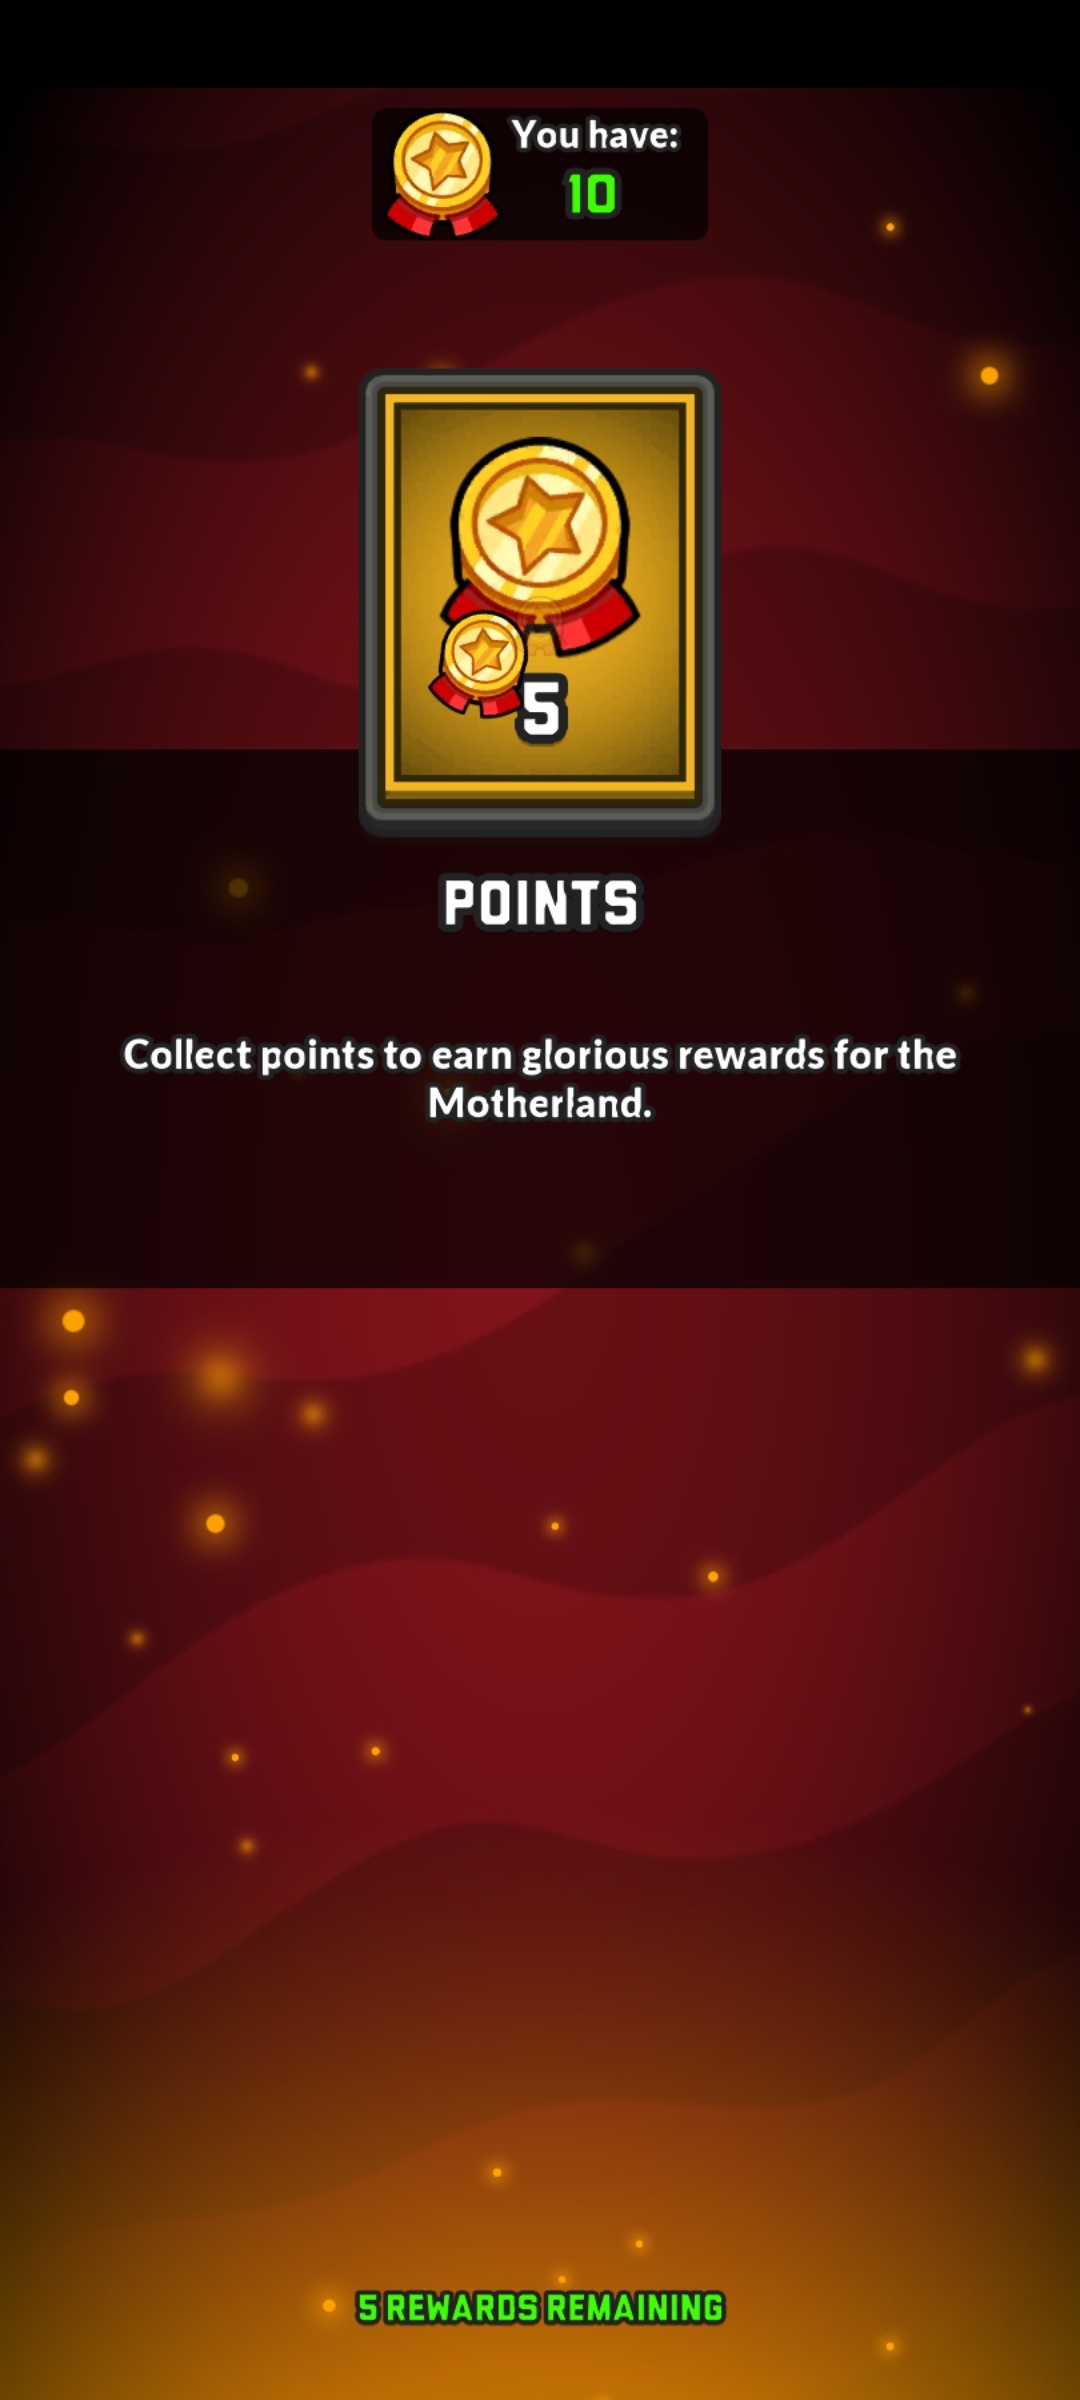 You have:
10
5
POINTS
Collect points to earn glorious rewards for the
Motherland.
5 REWARDS REMAINING